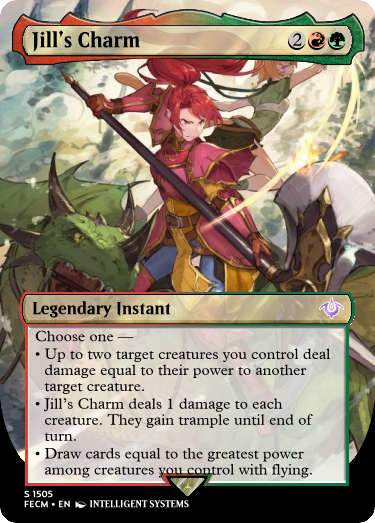 Jill's Charm 2
Legendary Instant
Choose one —
• Up to two target creatures you control deal
damage equal to their power to another
target creature.
• Jill's Charm deals 1 damage to each
creature. They gain trample until end of
turn.
• Draw cards equal to the greatest power
among creatures you control with flying.
S 1505
FECM • EN INTELLIGENT SYSTEMS